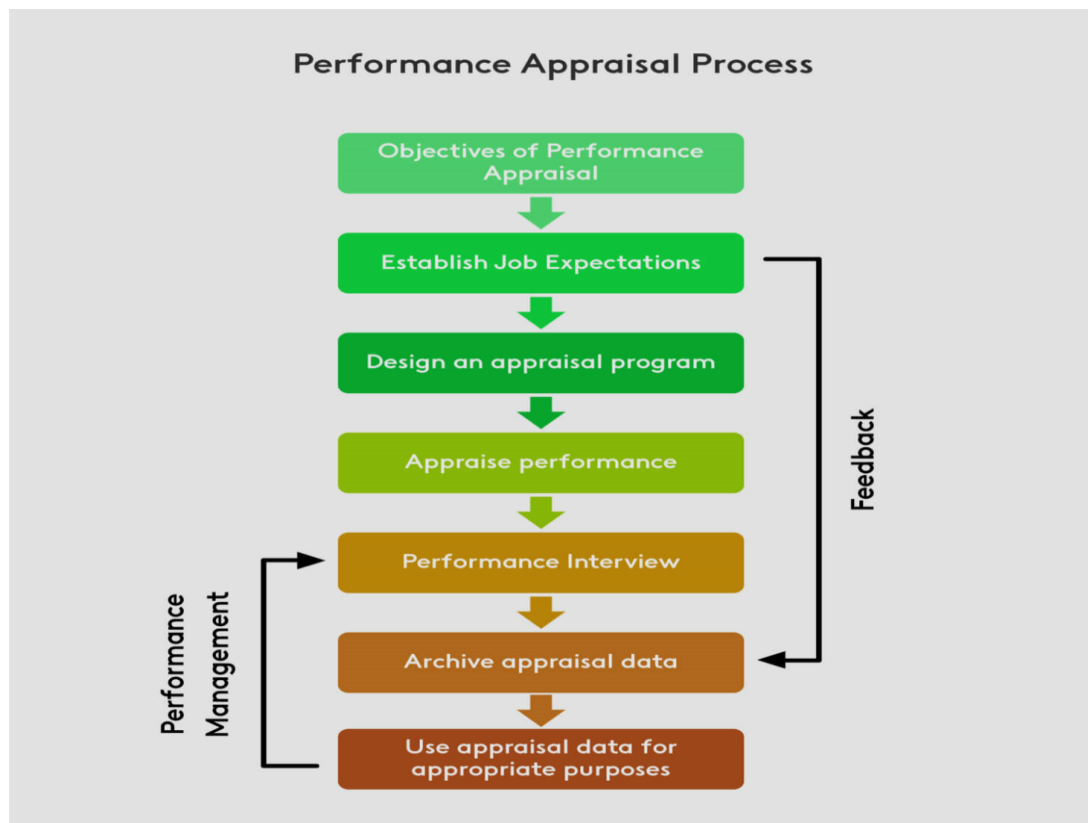 Performance Appraisal Process
Objectives of Performance
Appraisal
Establish Job Expectations
Design an appraisal program
Appraise performance
Performance Interview
Archive appraisal data
Use appraisal data for
appropriate purposes
Feedback
Performance
Management